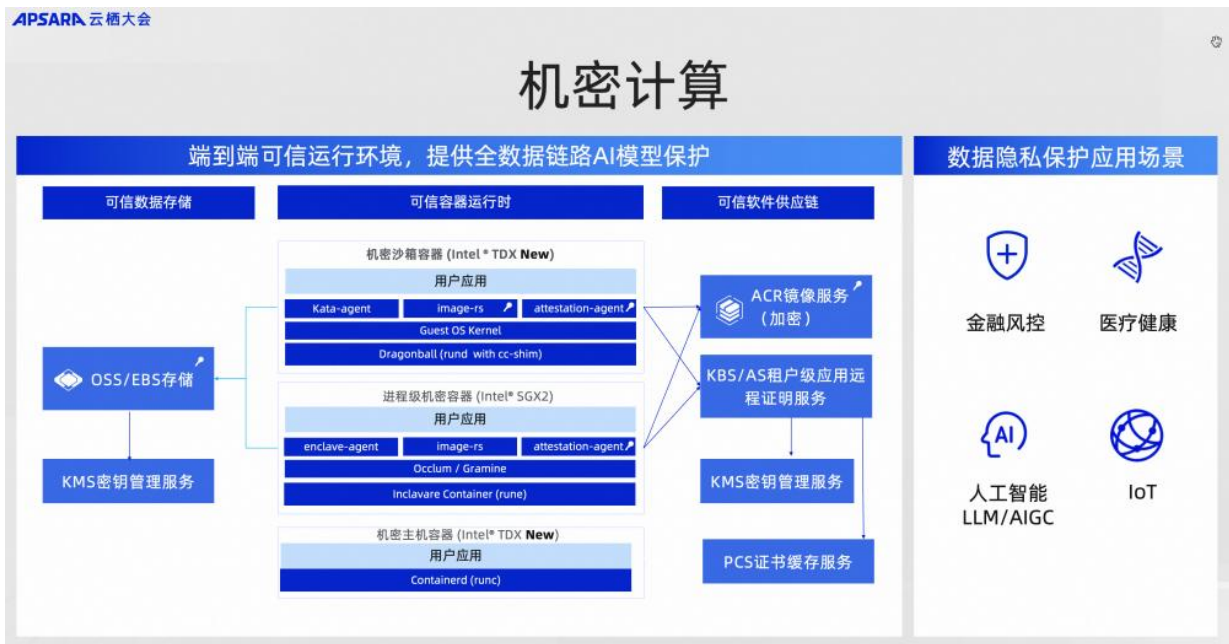 APSARA 云栖大会
机密计算
端到端可信运行环境，提供全数据链路AI模型保护
数据隐私保护应用场景
可信数据存储
可信容器运行时
可信软件供应链
OSS/EBS存储
KMS密钥管理服务
机密沙箱容器 (Intel® TDX New)
用户应用
Kata-agent
image-rs
attestation-agent
Guest OS Kernel
Dragonball (rund with cc-shim)
进程级机密容器 (Intel® SGX2)
用户应用
enclave-agent
image-rs
attestation-agent
Occlum / Gramine
Inclavare Container (rune)
机密主机容器 (Intel® TDX New)
用户应用
Containerd (runc)
ACR镜像服务
（加密）
KBS/AS租户级应用远
程证明服务
KMS密钥管理服务
PCS证书缓存服务
金融风控
医疗健康
AI
人工智能
LLM/AIGC
IoT